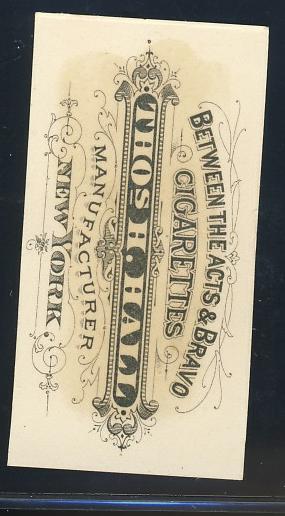 BETWEEN THE ACTS & BRAVO
CIGARETTES
THOS. H. HALL
MANUFACTURER
NEW YORK